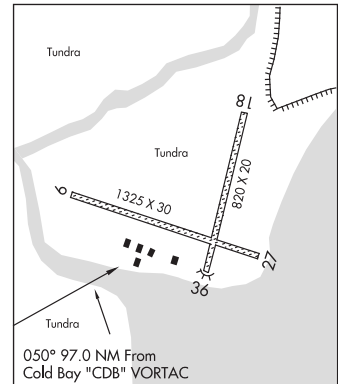 Tundra
18
Tundra
9
1325 X 30
820 X 20
27
36
Tundra
050° 97.0 NM From
Cold Bay "CDB" VORTAC